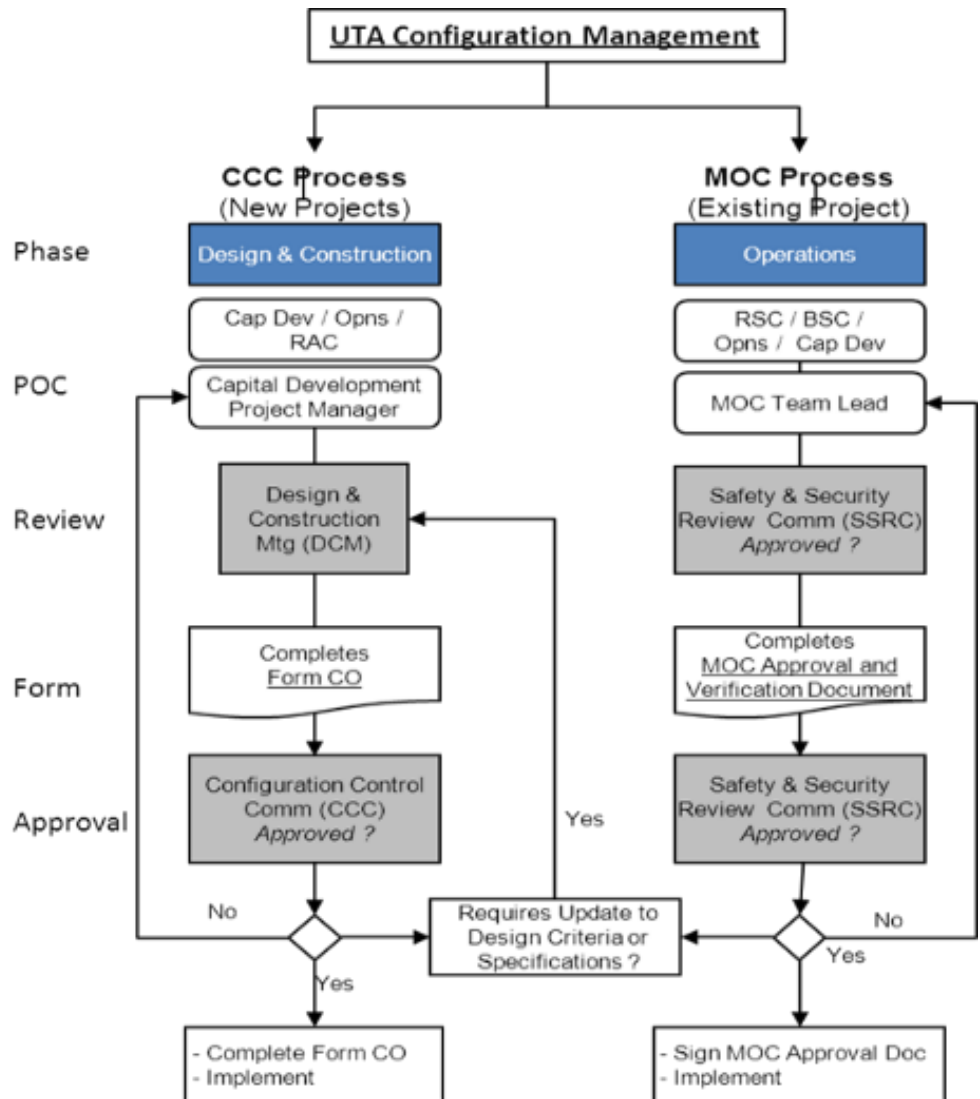 UTA Configuration Management
CCC Process
(New Projects)
MOC Process
(Existing Project)
Phase
Design & Construction
Operations
Cap Dev / Opns /
RAC
RSC / BSC /
Opns / Cap Dev
POC
Capital Development
Project Manager
MOC Team Lead
Review
Design &
Construction
Mtg (DCM)
Safety & Security
Review Comm (SSRC)
Approved ?
Form
Completes
Form CO
Completes
MOC Approval and
Verification Document
Approval
Configuration Control
Comm (CCC)
Approved ?
Yes
Safety & Security
Review Comm (SSRC)
Approved ?
No
Requires Update to
Design Criteria or
Specifications ?
No
Yes
Yes
- Complete Form CO
- Implement
- Sign MOC Approval Doc
- Implement